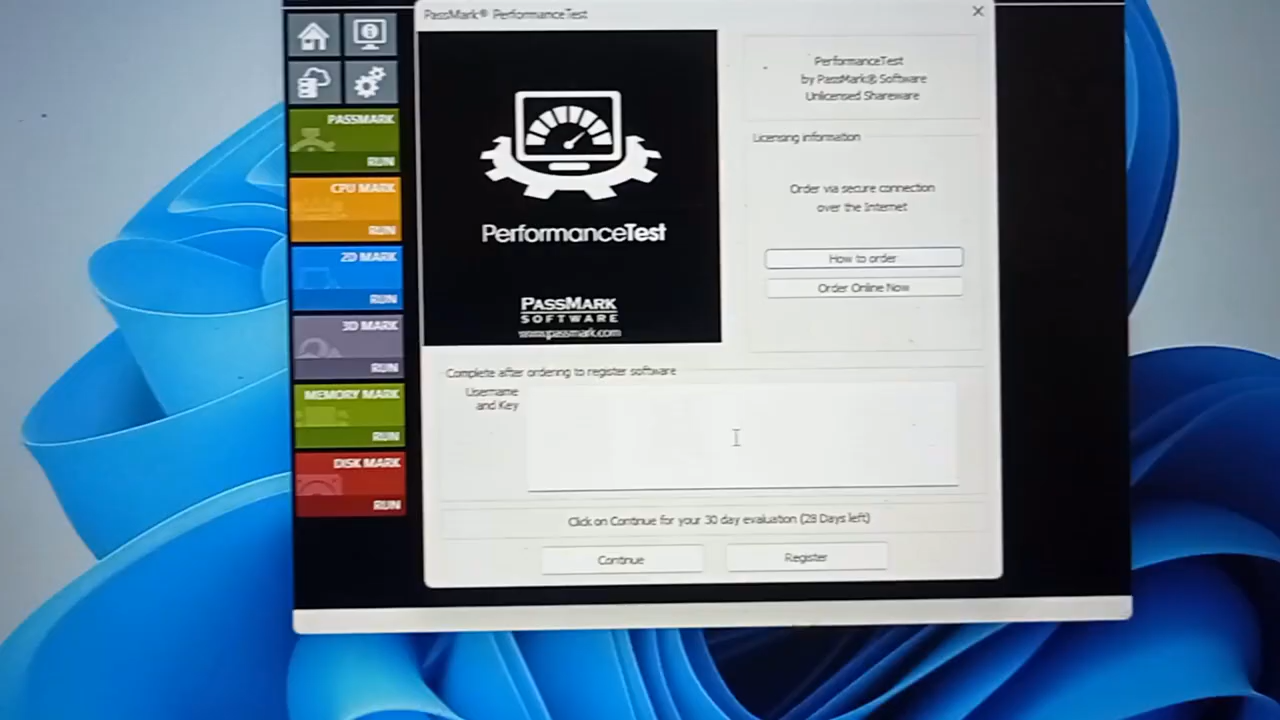 PassMark® PerformanceTest
PASSMARK
RUN
CPU MARK
RUN
2D MARK
RUN
3D MARK
RUN
MEMORY MARK
RUN
DISK MARK
RUN
PerformanceTest
PASSMARK
SOFTWARE
www.passmark.com
PerformanceTest
by PassMark® Software
Unlicensed Shareware
Licensing information
Order via secure connection
over the Internet
How to order
Order Online Now
Complete after ordering to register software
Username
and Key
Click on Continue for your 30 day evaluation (28 Days left)
Continue
Register